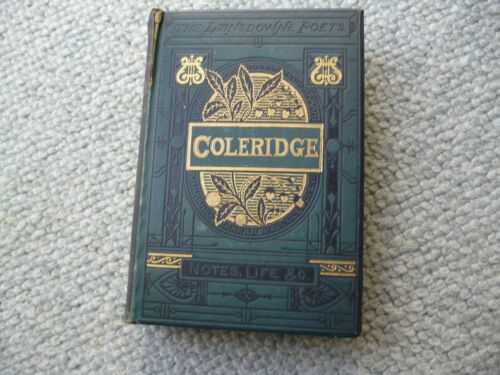 THE LANSDOWNE POETS.
COLERIDGE
NOTES, LIFE &C.